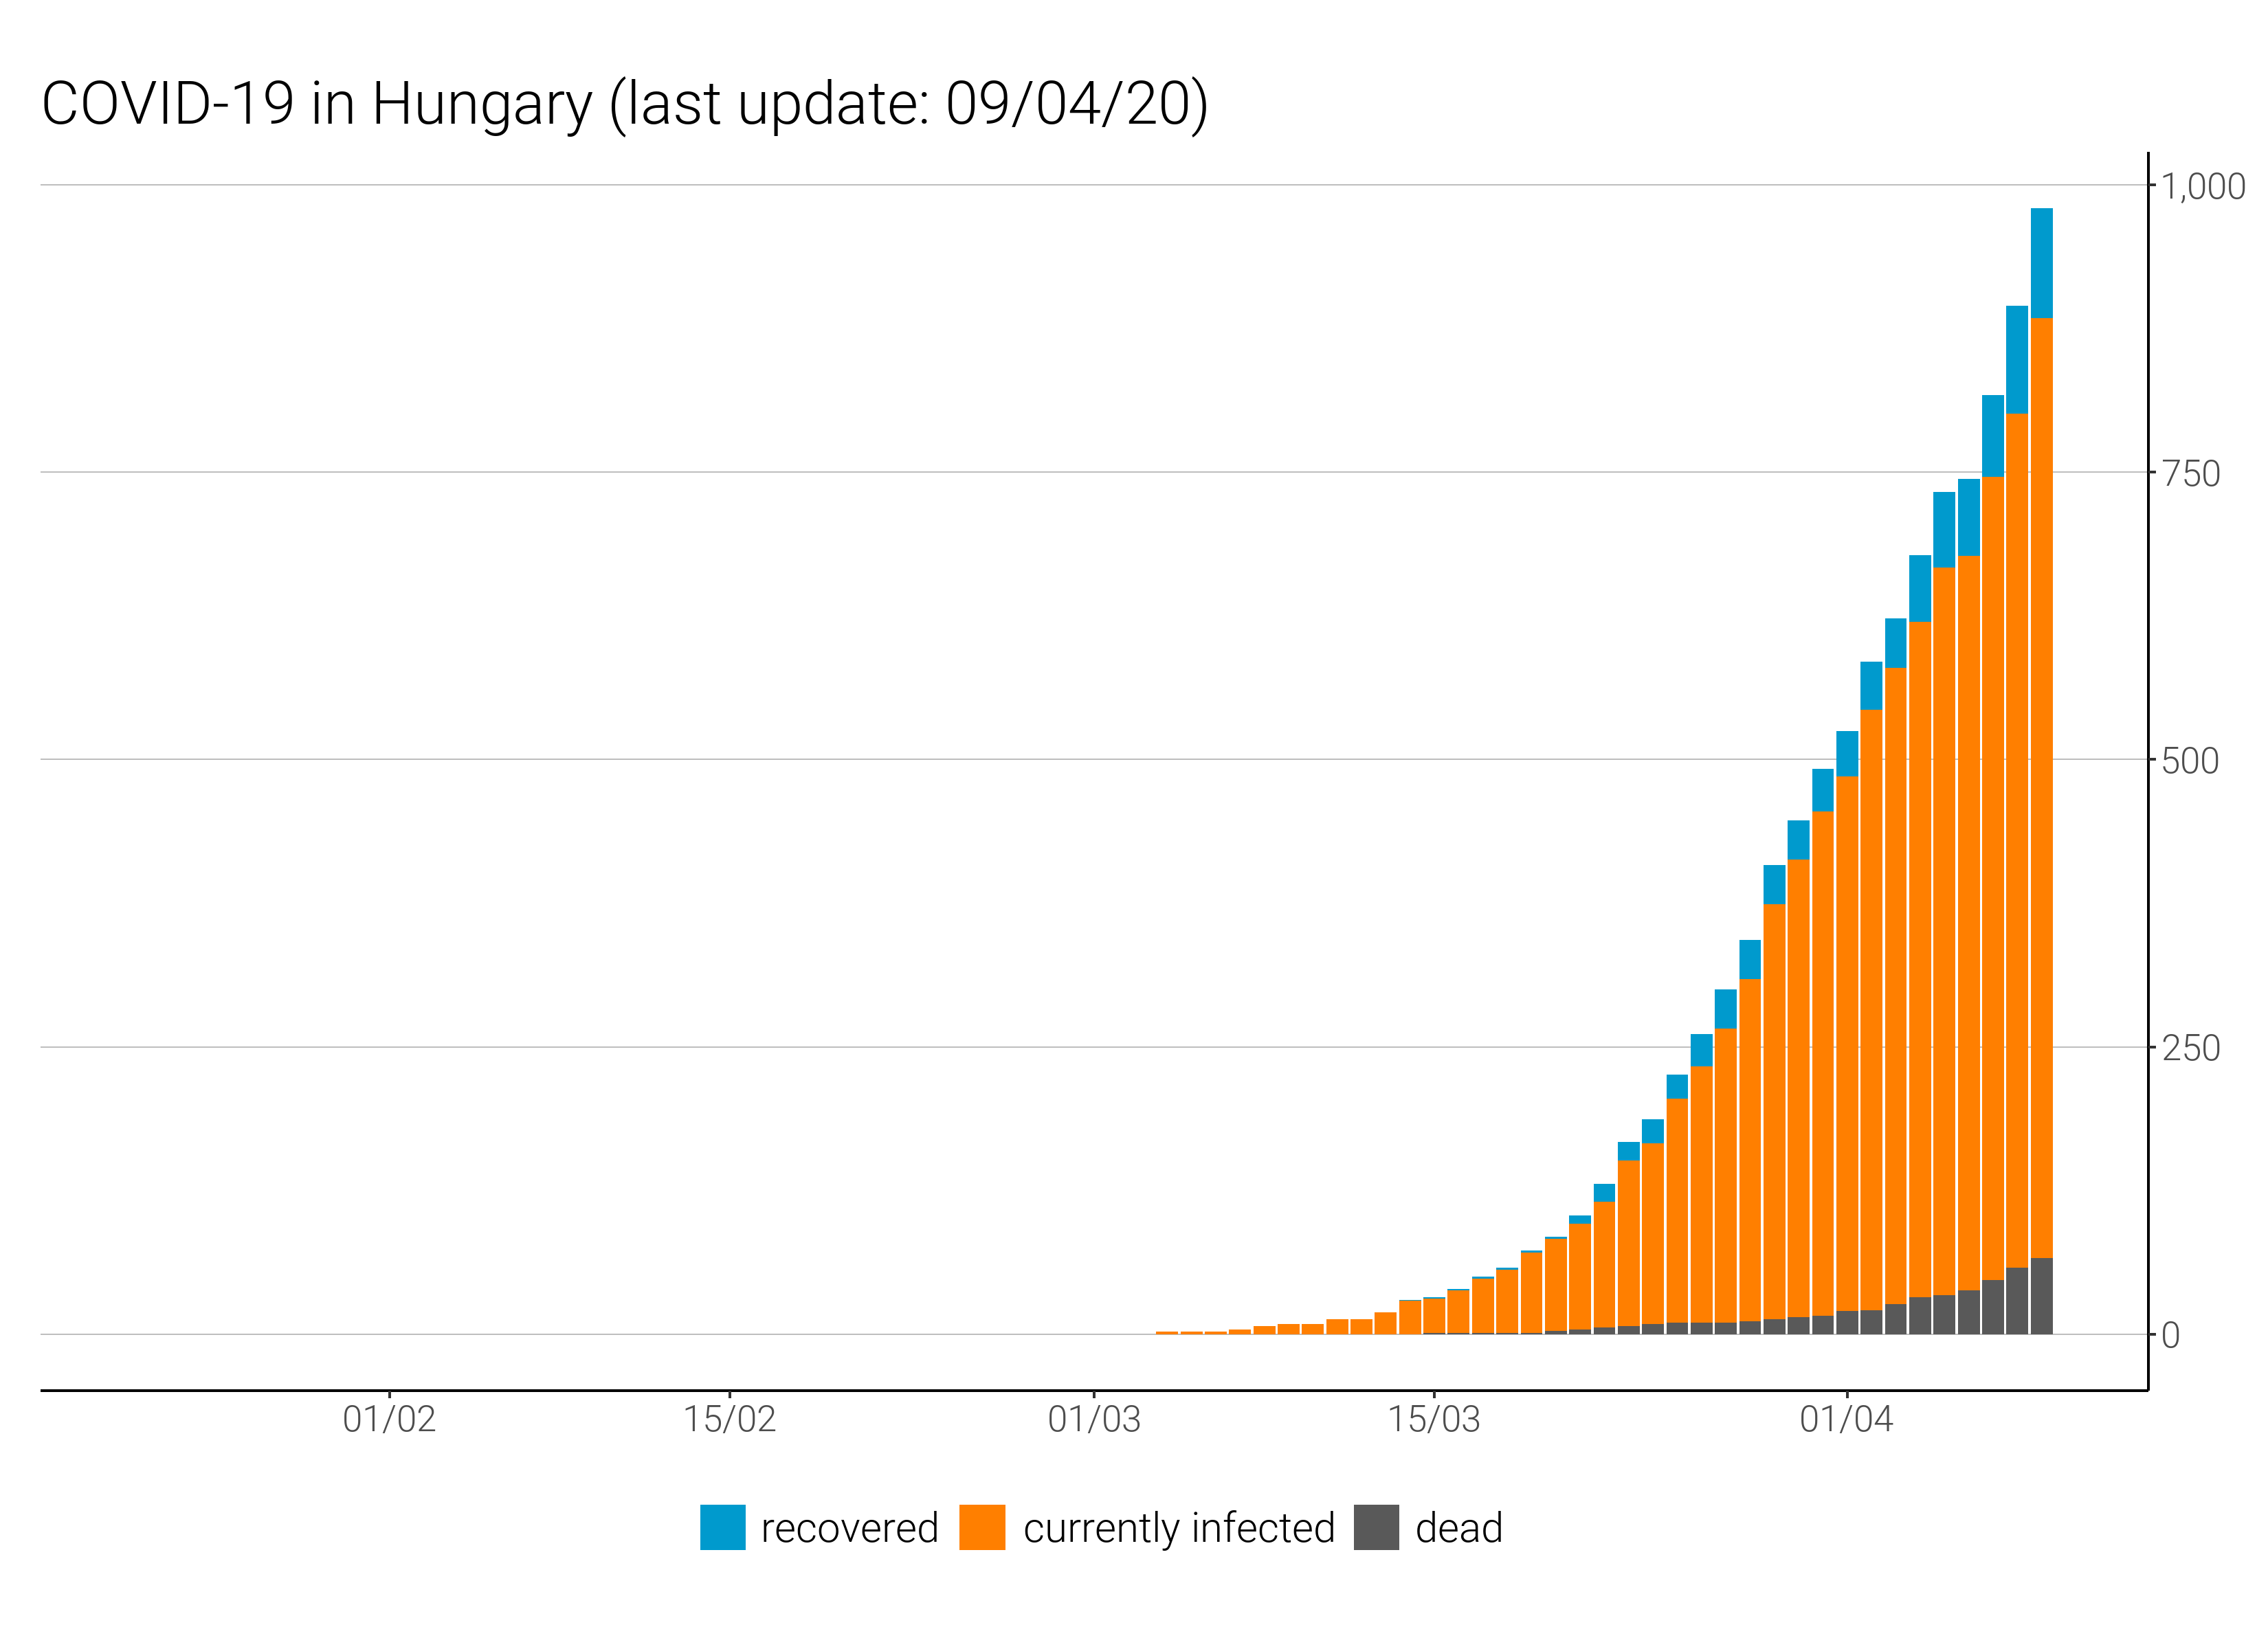 COVID-19 in Hungary (last update: 09/04/20)
1,000
750
500
250
0
01/02 15/02 01/03 15/03 01/04
recovered currently infected dead